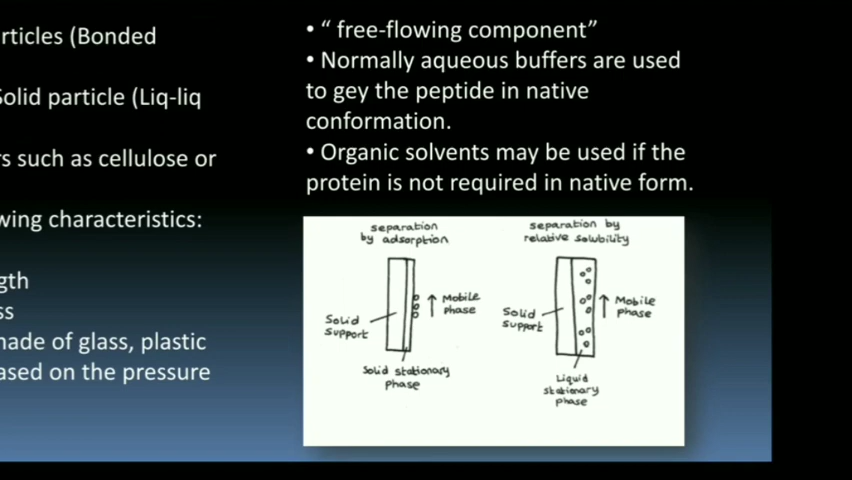 rticles (Bonded
Solid particle (Liq-liq
rs such as cellulose or
wing characteristics:
gth
ss
made of glass, plastic
ased on the pressure
• “ free-flowing component”
• Normally aqueous buffers are used
to gey the peptide in native
conformation.
• Organic solvents may be used if the
protein is not required in native form.
separation
by adsorption
Solid
support
Mobile
phase
Solid stationary
phase
separation by
relative solubility
Solid
support
Mobile
phase
Liquid
stationary
phase